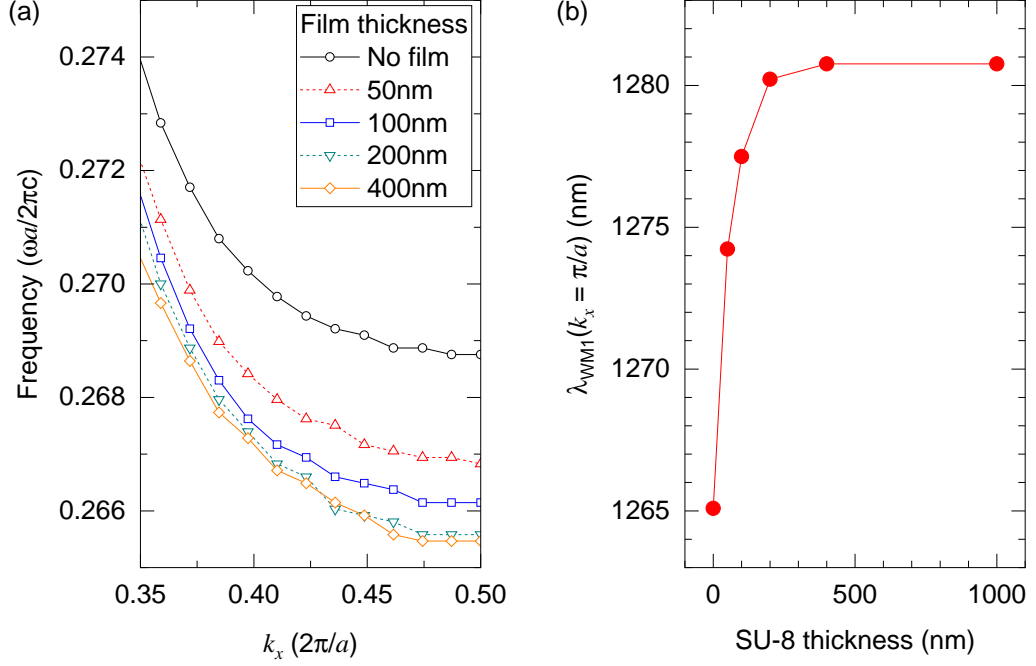 (a)
Film thickness
No film
50nm
100nm
200nm
400nm
0.274
0.272
0.270
0.268
0.266
Frequency (ωa/2πc)
0.35
0.40
0.45
0.50
kₓ (2π/a)
(b)
1280
1275
1270
1265
λWM1(kₓ = π/a) (nm)
0
500
1000
SU-8 thickness (nm)